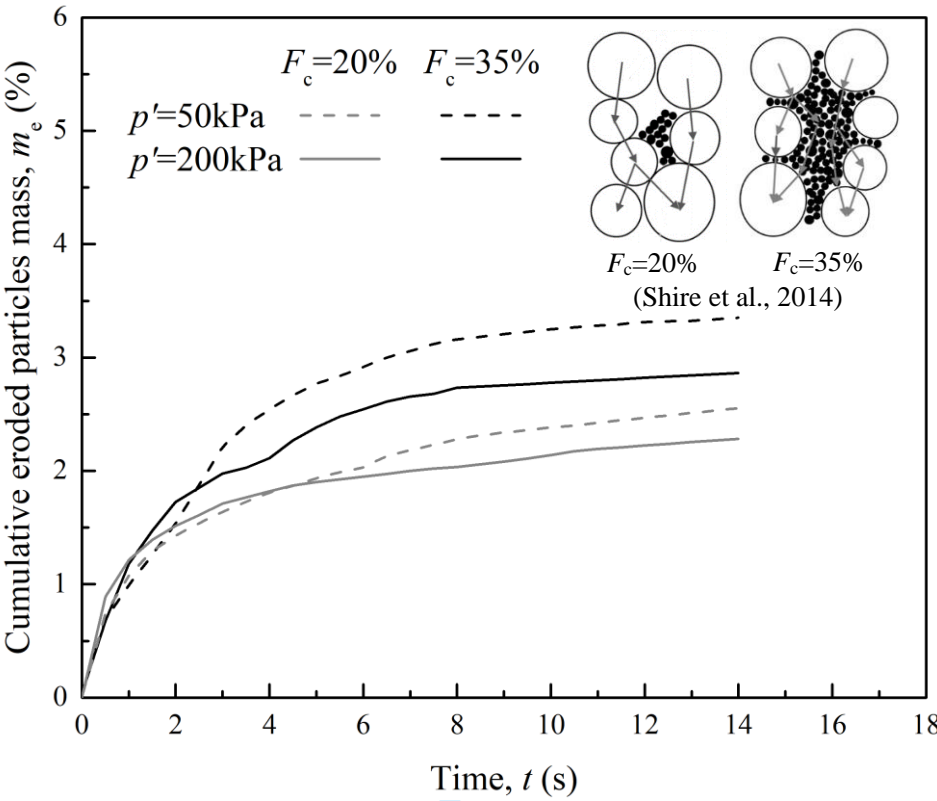 Cumulative eroded particles mass, mₑ (%)
6
5
4
3
2
1
0
F_c=20% F_c=35%
p'=50kPa
p'=200kPa
F_c=20% F_c=35%
(Shire et al., 2014)
0 2 4 6 8 10 12 14 16 18
Time, t (s)